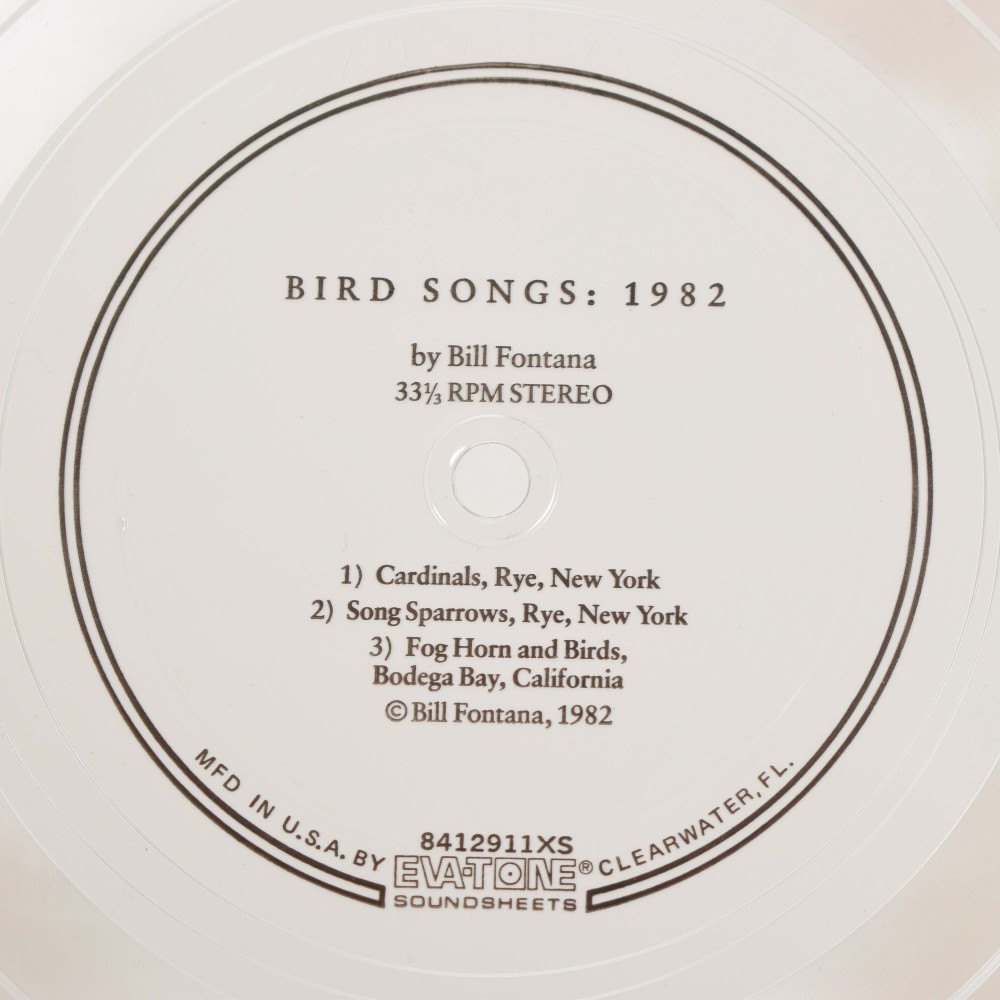 BIRD SONGS: 1982
by Bill Fontana
33⅓ RPM STEREO
1) Cardinals, Rye, New York
2) Song Sparrows, Rye, New York
3) Fog Horn and Birds,
Bodega Bay, California
© Bill Fontana, 1982
MFD IN U.S.A. BY
8412911XS
EVA-TONE®
SOUNDSHEETS
CLEARWATER, FL.